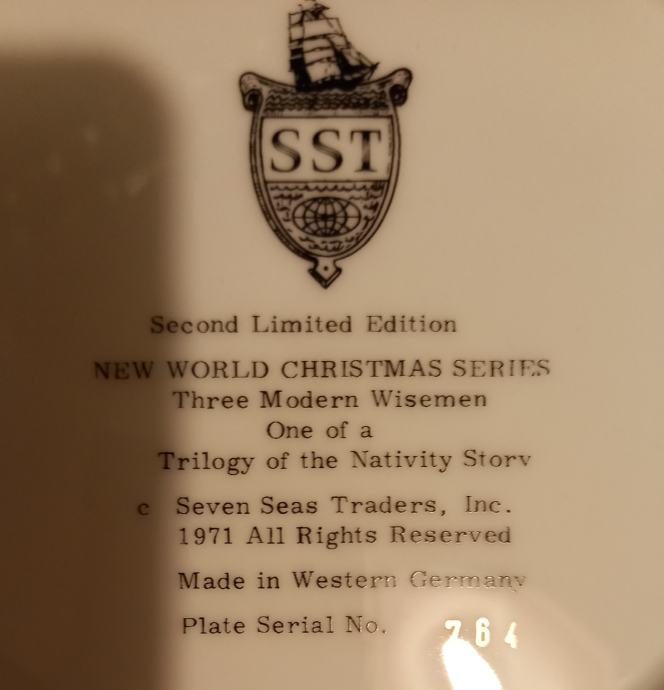 SST
Second Limited Edition
NEW WORLD CHRISTMAS SERIES
Three Modern Wisemen
One of a
Trilogy of the Nativity Story
c Seven Seas Traders, Inc.
1971 All Rights Reserved
Made in Western Germany
Plate Serial No. 764